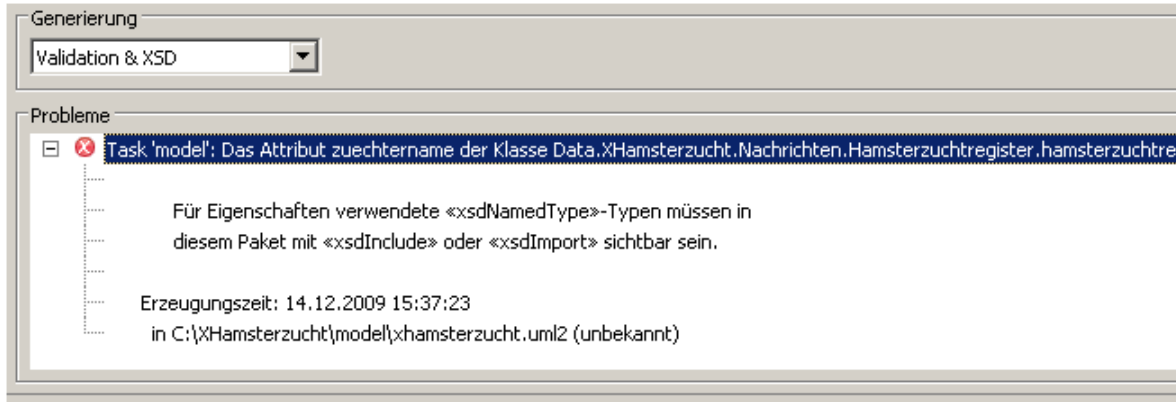 Generierung
Validation & XSD
Probleme
Task 'model': Das Attribut zuechtername der Klasse Data.XHamsterzucht.Nachrichten.Hamsterzuchtregister.hamsterzuchtre
Für Eigenschaften verwendete «xsdNamedType»-Typen müssen in
diesem Paket mit «xsdInclude» oder «xsdImport» sichtbar sein.
Erzeugungszeit: 14.12.2009 15:37:23
in C:\XHamsterzucht\model\xhamsterzucht.uml2 (unbekannt)